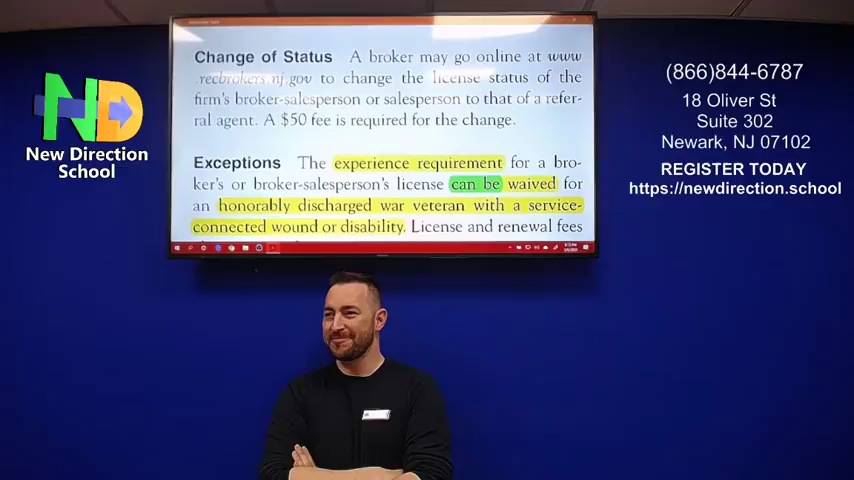 ND
New Direction
School
Change of Status A broker may go online at www
.recbrokers.nj.gov to change the license status of the
firm's broker-salesperson or salesperson to that of a refer-
ral agent. A $50 fee is required for the change.
Exceptions The experience requirement for a bro-
ker's or broker-salesperson's license can be waived for
an honorably discharged war veteran with a service-
connected wound or disability. License and renewal fees
(866)844-6787
18 Oliver St
Suite 302
Newark, NJ 07102
REGISTER TODAY
https://newdirection.school